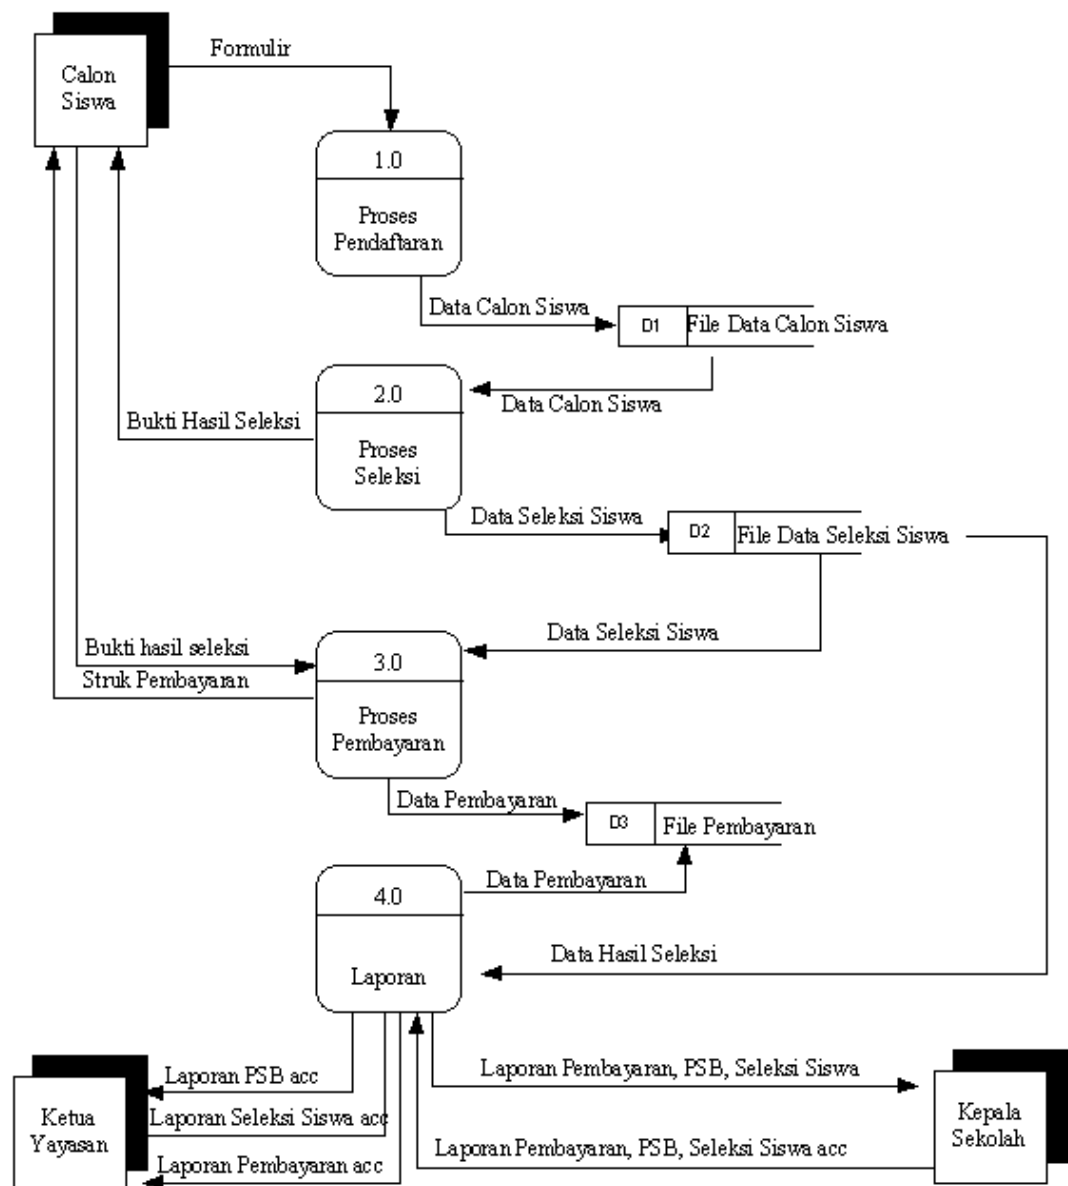 Formulir
Calon
Siswa
1.0
Proses
Pendaftaran
Data Calon Siswa
D1
File Data Calon Siswa
2.0
Data Calon Siswa
Bukti Hasil Seleksi
Proses
Seleksi
Data Seleksi Siswa
D2
File Data Seleksi Siswa
Data Seleksi Siswa
Bukti hasil seleksi
3.0
Struk Pembayaran
Proses
Pembayaran
Data Pembayaran
D3
File Pembayaran
Data Pembayaran
4.0
Data Hasil Seleksi
Laporan
Laporan PSB acc
Laporan Pembayaran, PSB, Seleksi Siswa
Ketua
Yayasan
Laporan Seleksi Siswa acc
Kepala
Sekolah
Laporan Pembayaran, PSB, Seleksi Siswa acc
Laporan Pembayaran acc